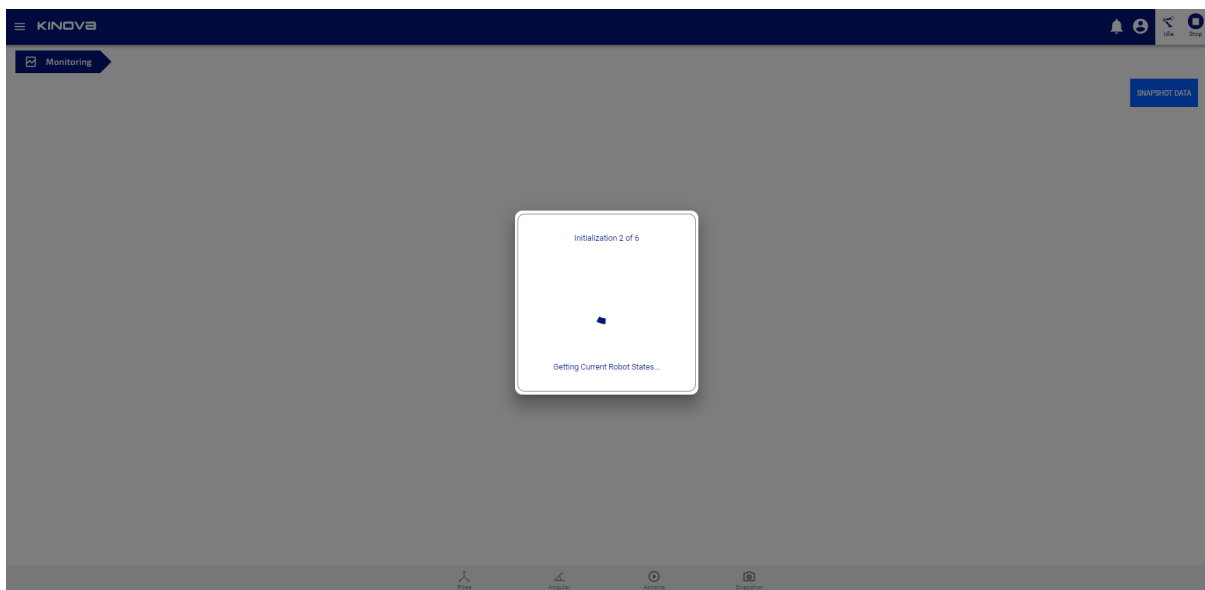 KINOVA
Idle
Stop
Monitoring
SNAPSHOT DATA
Initialization 2 of 6
Getting Current Robot States...
Pose
Angular
Actions
Snapshot